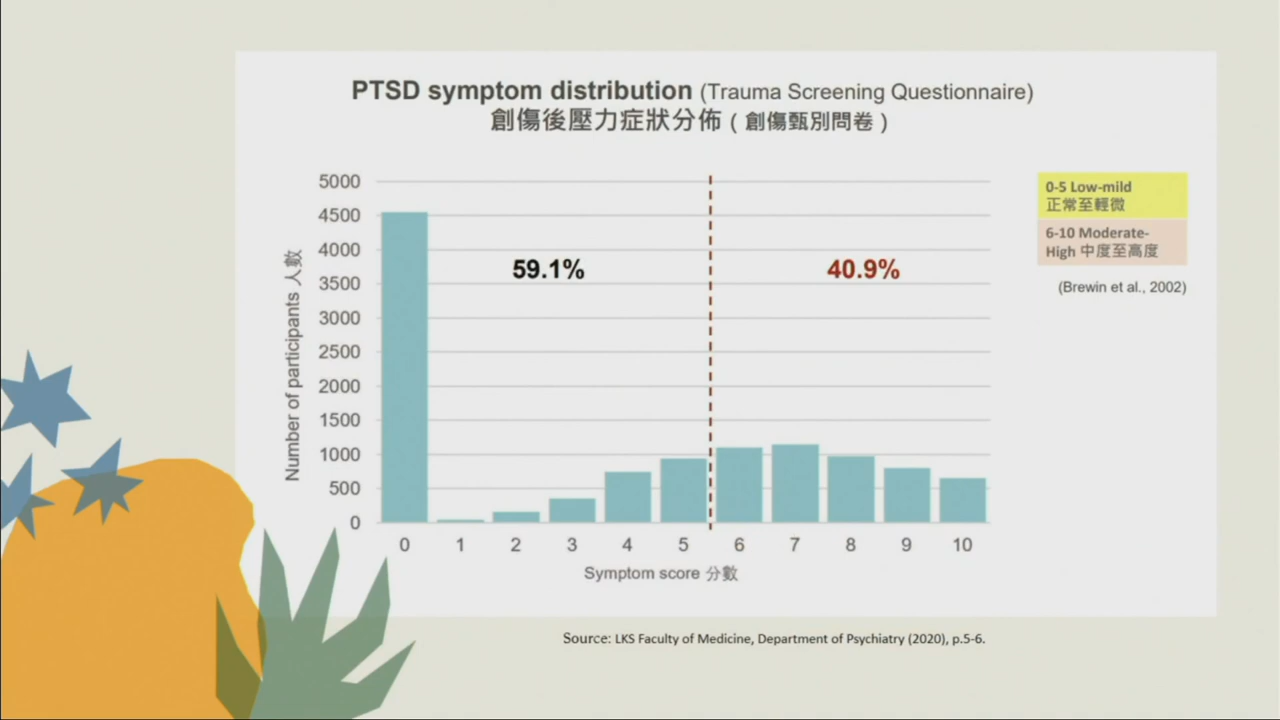 PTSD symptom distribution (Trauma Screening Questionnaire)
創傷後壓力症狀分佈 ( 創傷甄別問卷 )
5000
4500
4000
3500
3000
2500
2000
1500
1000
500
0
Number of participants 人數
59.1%
40.9%
0 1 2 3 4 5 6 7 8 9 10
Symptom score 分數
0-5 Low-mild
正常至輕微
6-10 Moderate-
High 中度至高度
(Brewin et al., 2002)
Source: LKS Faculty of Medicine, Department of Psychiatry (2020), p.5-6.